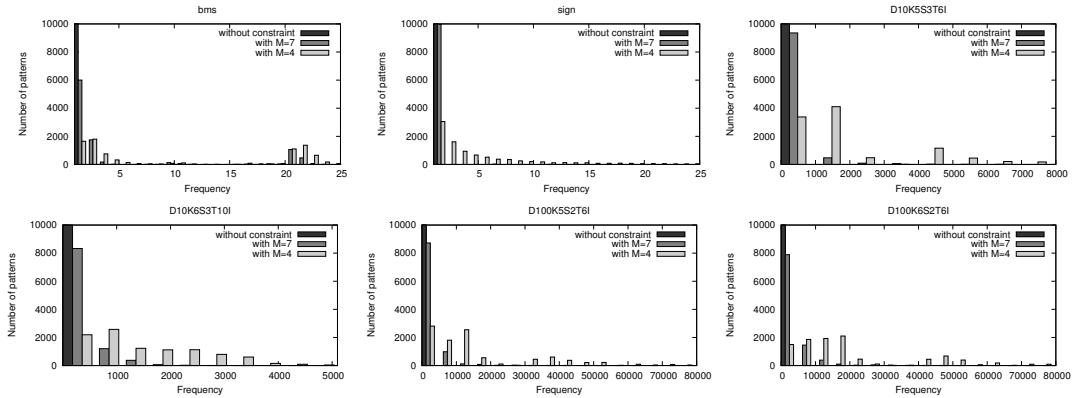 bms
Number of patterns
10000
8000
6000
4000
2000
0
without constraint
with M=7
with M=4
5 10 15 20 25
Frequency
sign
Number of patterns
10000
8000
6000
4000
2000
0
without constraint
with M=7
with M=4
5 10 15 20 25
Frequency
D10K5S3T6I
Number of patterns
10000
8000
6000
4000
2000
0
without constraint
with M=7
with M=4
0 1000 2000 3000 4000 5000 6000 7000 8000
Frequency
D10K6S3T10I
Number of patterns
10000
8000
6000
4000
2000
0
without constraint
with M=7
with M=4
1000 2000 3000 4000 5000
Frequency
D100K5S2T6I
Number of patterns
10000
8000
6000
4000
2000
0
without constraint
with M=7
with M=4
0 10000 20000 30000 40000 50000 60000 70000 80000
Frequency
D100K6S2T6I
Number of patterns
10000
8000
6000
4000
2000
0
without constraint
with M=7
with M=4
0 10000 20000 30000 40000 50000 60000 70000 80000
Frequency